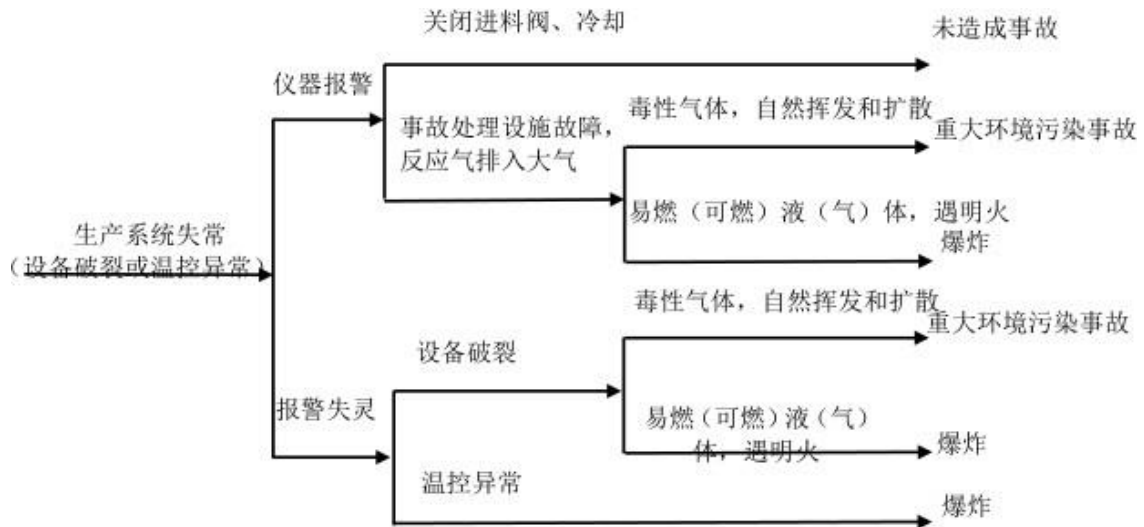 关闭进料阀、冷却
未造成事故
仪器报警
毒性气体，自然挥发和扩散
事故处理设施故障，
反应气排入大气
重大环境污染事故
易燃（可燃）液（气）体，遇明火
爆炸
生产系统失常
（设备破裂或温控异常）
毒性气体，自然挥发和扩散
重大环境污染事故
设备破裂
报警失灵
易燃（可燃）液（气）
体，遇明火
爆炸
温控异常
爆炸